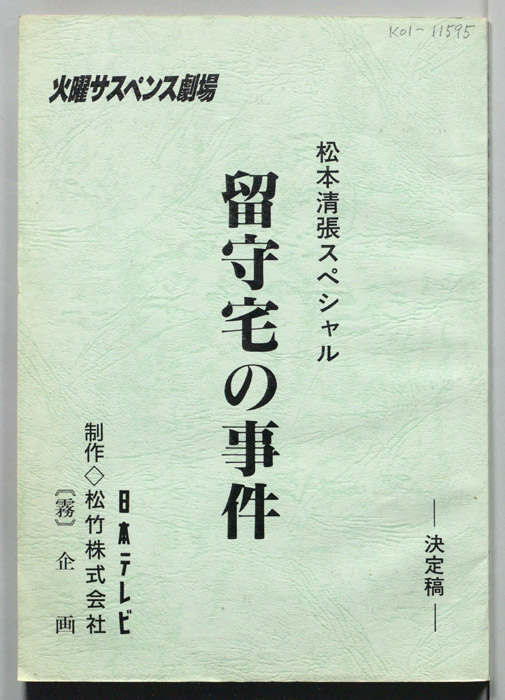 K01-11595
火曜サスペンス劇場
松本清張スペシャル
留守宅の事件
―決定稿―
日本テレビ
制作◇松竹株式会社
〔霧〕企画